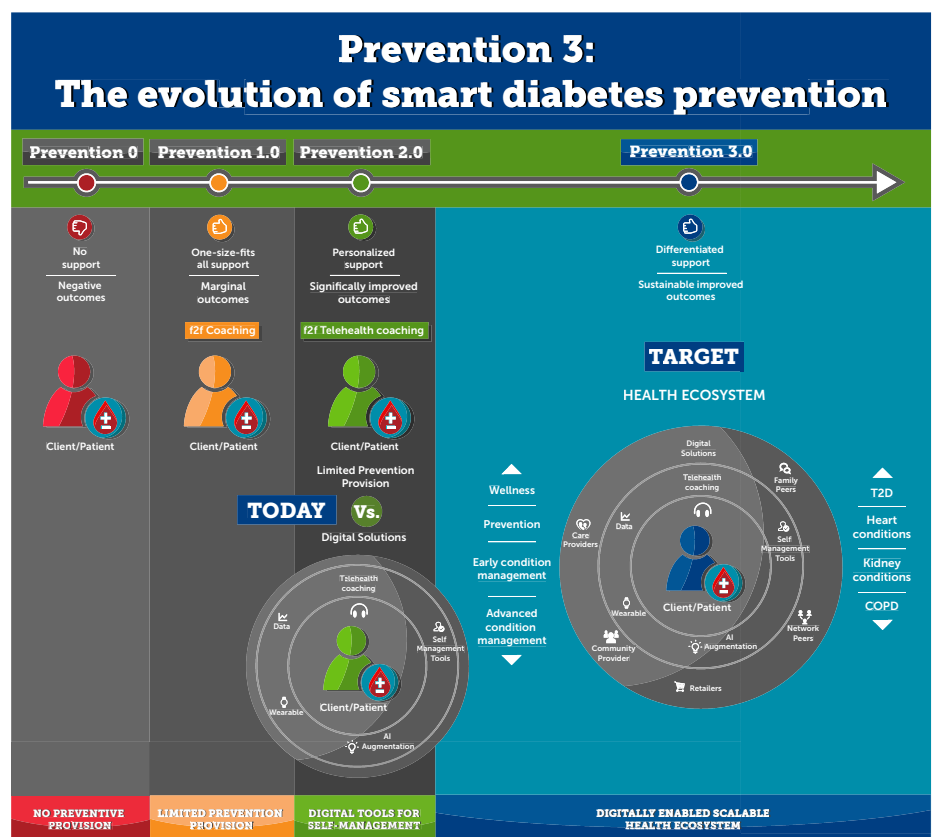 Prevention 3:
The evolution of smart diabetes prevention
Prevention 0
Prevention 1.0
Prevention 2.0
Prevention 3.0
No
support
Negative
outcomes
One-size-fits
all support
Marginal
outcomes
f2f Coaching
Personalized
support
Significally improved
outcomes
f2f Telehealth coaching
Differentiated
support
Sustainable improved
outcomes
TARGET
HEALTH ECOSYSTEM
Client/Patient
Client/Patient
Client/Patient
Limited Prevention
Provision
TODAY
Vs.
Digital Solutions
Telehealth
coaching
Data
Self
Management
Tools
Wearable
Client/Patient
AI
Augmentation
Wellness
Prevention
Early condition
management
Advanced
condition
management
Digital
Solutions
Telehealth
coaching
Family
Peers
Data
Care
Providers
Self
Management
Tools
Wearable
Client/Patient
Network
Peers
Community
Provider
AI
Augmentation
Retailers
T2D
Heart
conditions
Kidney
conditions
COPD
NO PREVENTIVE
PROVISION
LIMITED PREVENTION
PROVISION
DIGITAL TOOLS FOR
SELF-MANAGEMENT
DIGITALLY ENABLED SCALABLE
HEALTH ECOSYSTEM